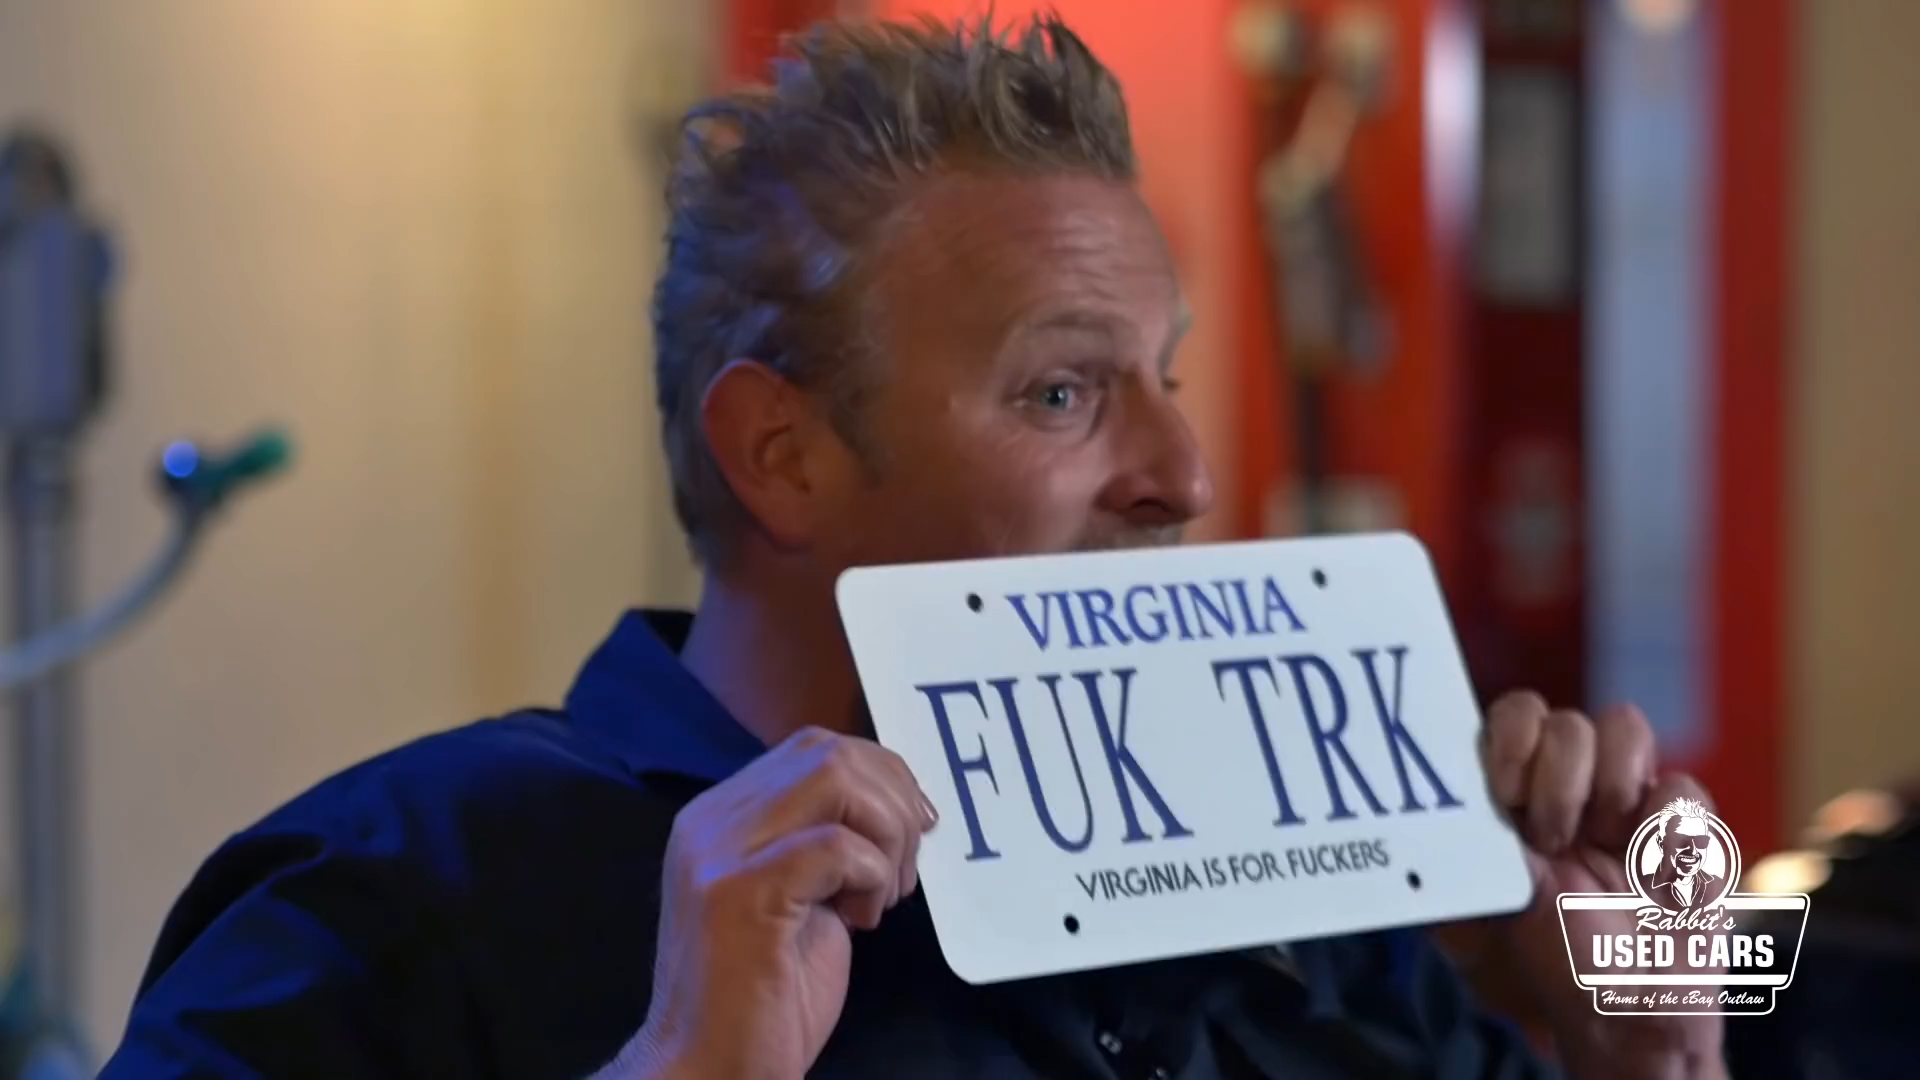 VIRGINIA
FUK TRK
VIRGINIA IS FOR FUCKERS
Rabbit's
USED CARS
Home of the eBay Outlaw